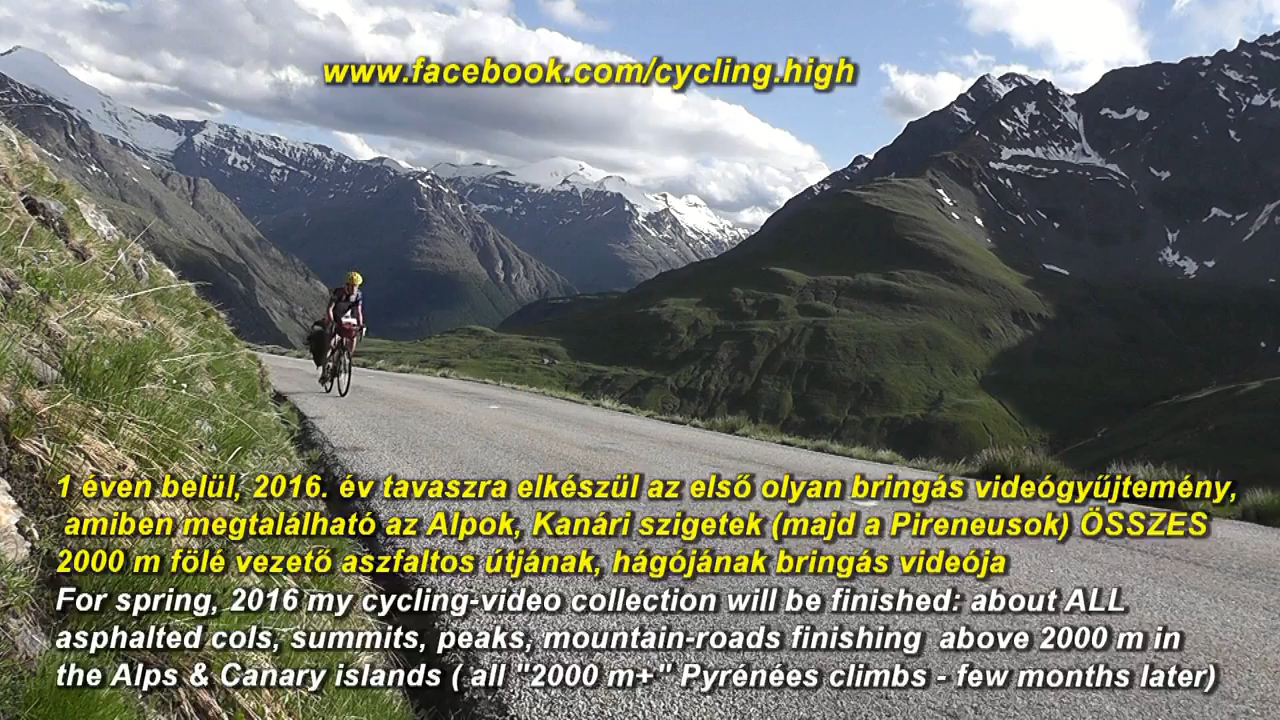 www.facebook.com/cycling.high
1 éven belül, 2016. év tavaszra elkészül az első olyan bringás videógyűjtemény,
amiben megtalálható az Alpok, Kanári szigetek (majd a Pireneusok) ÖSSZES
2000 m fölé vezető aszfaltos útjának, hágójának bringás videója
For spring, 2016 my cycling-video collection will be finished: about ALL
asphalted cols, summits, peaks, mountain-roads finishing above 2000 m in
the Alps & Canary islands ( all "2000 m+" Pyrénées climbs - few months later)